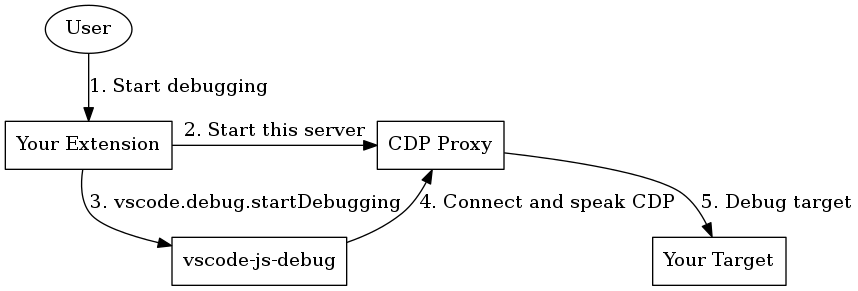 User
1. Start debugging
2. Start this server
Your Extension
CDP Proxy
3. vscode.debug.startDebugging
4. Connect and speak CDP
5. Debug target
vscode-js-debug
Your Target